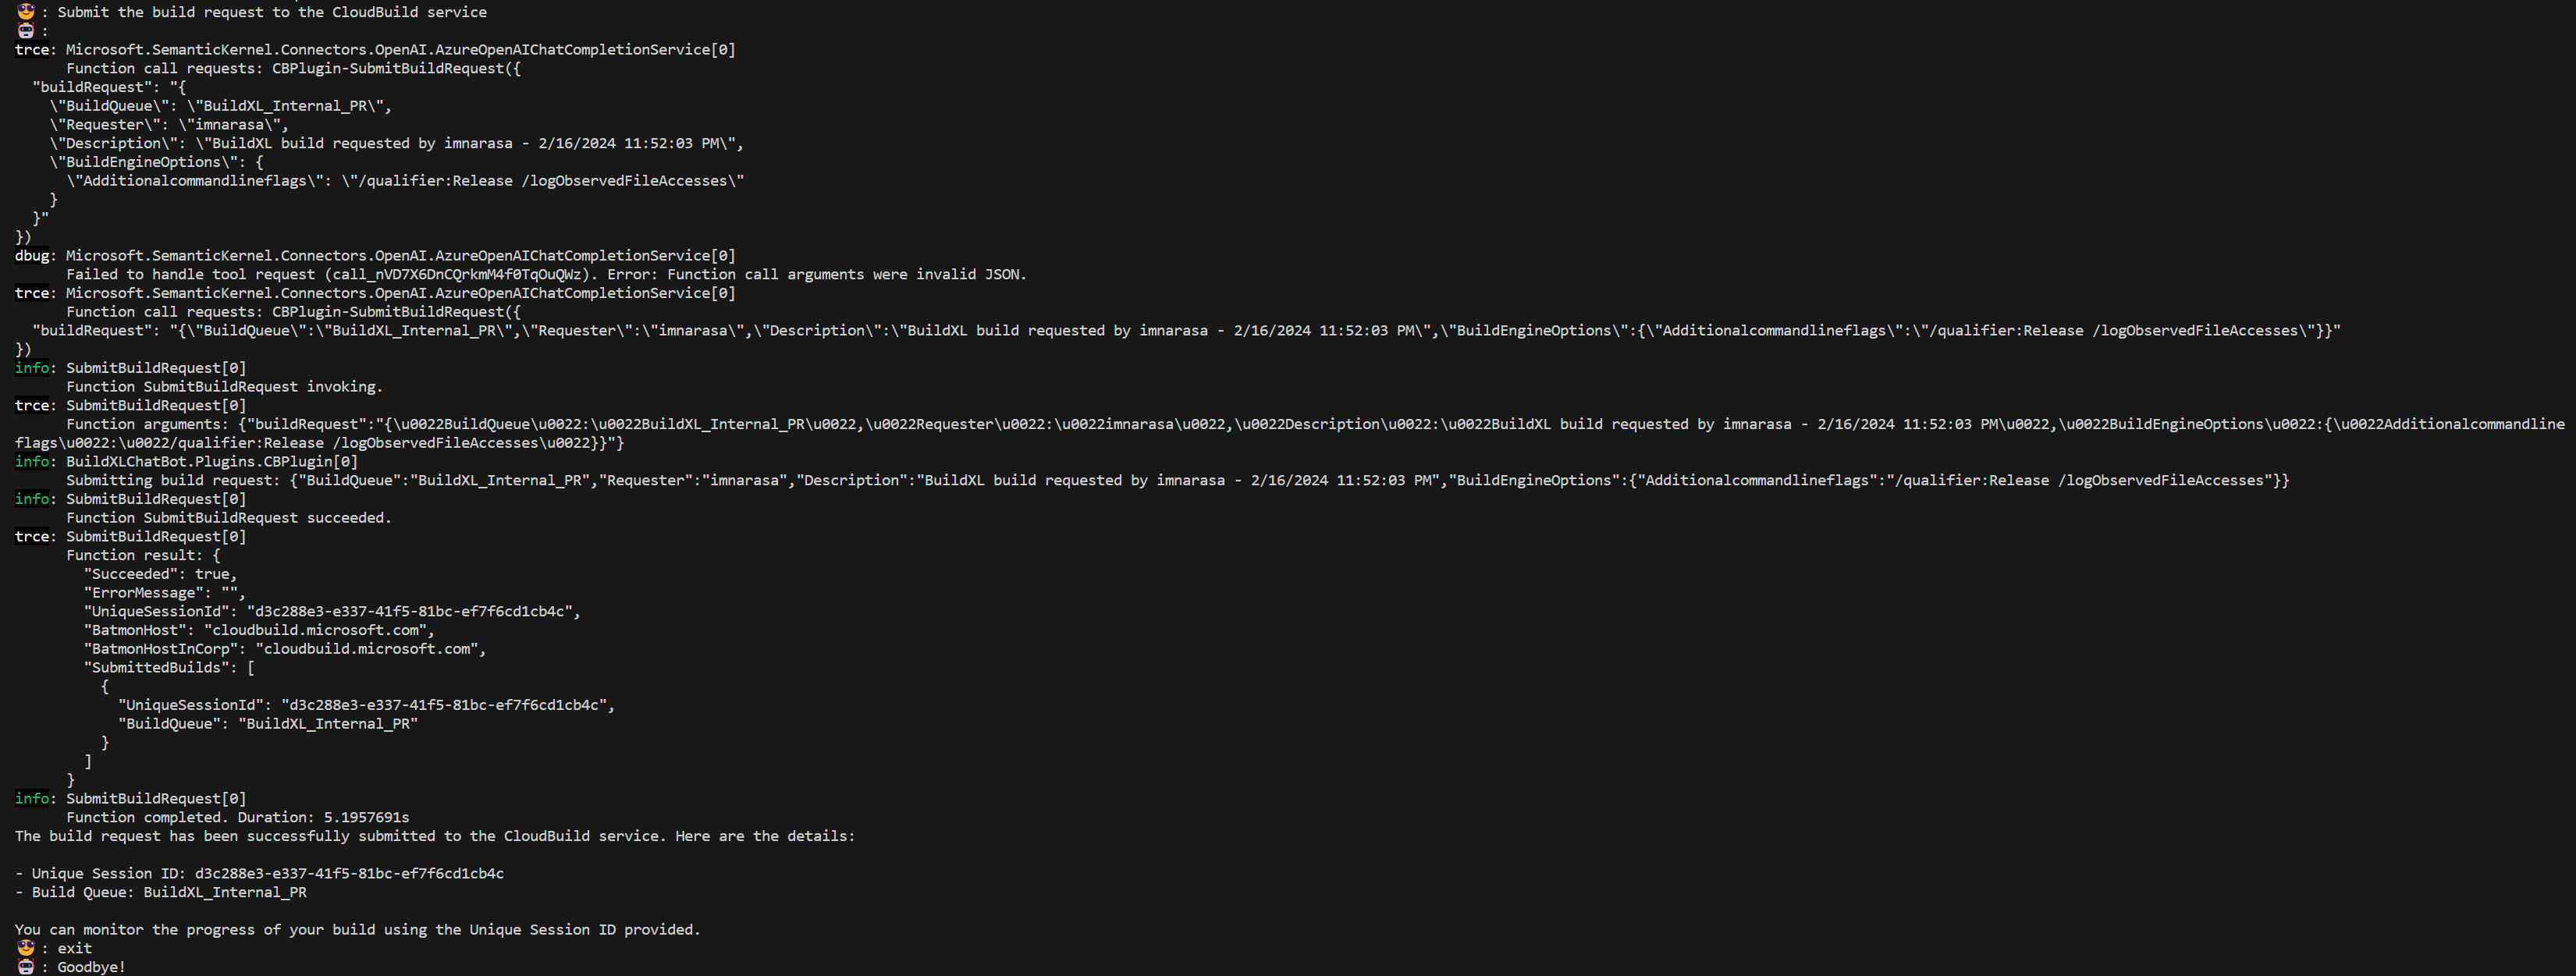 : Submit the build request to the CloudBuild service
:
trce: Microsoft.SemanticKernel.Connectors.OpenAI.AzureOpenAIChatCompletionService[0]
      Function call requests: CBPlugin-SubmitBuildRequest({
  "buildRequest": "{
    \"BuildQueue\": \"BuildXL_Internal_PR\",
    \"Requester\": \"imnarasa\",
    \"Description\": \"BuildXL build requested by imnarasa - 2/16/2024 11:52:03 PM\",
    \"BuildEngineOptions\": {
      \"Additionalcommandlineflags\": \"/qualifier:Release /logObservedFileAccesses\"
    }
  }"
})
dbug: Microsoft.SemanticKernel.Connectors.OpenAI.AzureOpenAIChatCompletionService[0]
      Failed to handle tool request (call_nVD7X6DnCQrkmM4f0TqOuQWz). Error: Function call arguments were invalid JSON.
trce: Microsoft.SemanticKernel.Connectors.OpenAI.AzureOpenAIChatCompletionService[0]
      Function call requests: CBPlugin-SubmitBuildRequest({
  "buildRequest": "{\"BuildQueue\":\"BuildXL_Internal_PR\",\"Requester\":\"imnarasa\",\"Description\":\"BuildXL build requested by imnarasa - 2/16/2024 11:52:03 PM\",\"BuildEngineOptions\":{\"Additionalcommandlineflags\":\"/qualifier:Release /logObservedFileAccesses\"}}"
})
info: SubmitBuildRequest[0]
      Function SubmitBuildRequest invoking.
trce: SubmitBuildRequest[0]
      Function arguments: {"buildRequest":"{\u0022BuildQueue\u0022:\u0022BuildXL_Internal_PR\u0022,\u0022Requester\u0022:\u0022imnarasa\u0022,\u0022Description\u0022:\u0022BuildXL build requested by imnarasa - 2/16/2024 11:52:03 PM\u0022,\u0022BuildEngineOptions\u0022:{\u0022Additionalcommandline
flags\u0022:\u0022/qualifier:Release /logObservedFileAccesses\u0022}}"}
info: BuildXLChatBot.Plugins.CBPlugin[0]
      Submitting build request: {"BuildQueue":"BuildXL_Internal_PR","Requester":"imnarasa","Description":"BuildXL build requested by imnarasa - 2/16/2024 11:52:03 PM","BuildEngineOptions":{"Additionalcommandlineflags":"/qualifier:Release /logObservedFileAccesses"}}
info: SubmitBuildRequest[0]
      Function SubmitBuildRequest succeeded.
trce: SubmitBuildRequest[0]
      Function result: {
        "Succeeded": true,
        "ErrorMessage": "",
        "UniqueSessionId": "d3c288e3-e337-41f5-81bc-ef7f6cd1cb4c",
        "BatmonHost": "cloudbuild.microsoft.com",
        "BatmonHostInCorp": "cloudbuild.microsoft.com",
        "SubmittedBuilds": [
          {
            "UniqueSessionId": "d3c288e3-e337-41f5-81bc-ef7f6cd1cb4c",
            "BuildQueue": "BuildXL_Internal_PR"
          }
        ]
      }
info: SubmitBuildRequest[0]
      Function completed. Duration: 5.1957691s
The build request has been successfully submitted to the CloudBuild service. Here are the details:
- Unique Session ID: d3c288e3-e337-41f5-81bc-ef7f6cd1cb4c
- Build Queue: BuildXL_Internal_PR
You can monitor the progress of your build using the Unique Session ID provided.
: exit
: Goodbye!